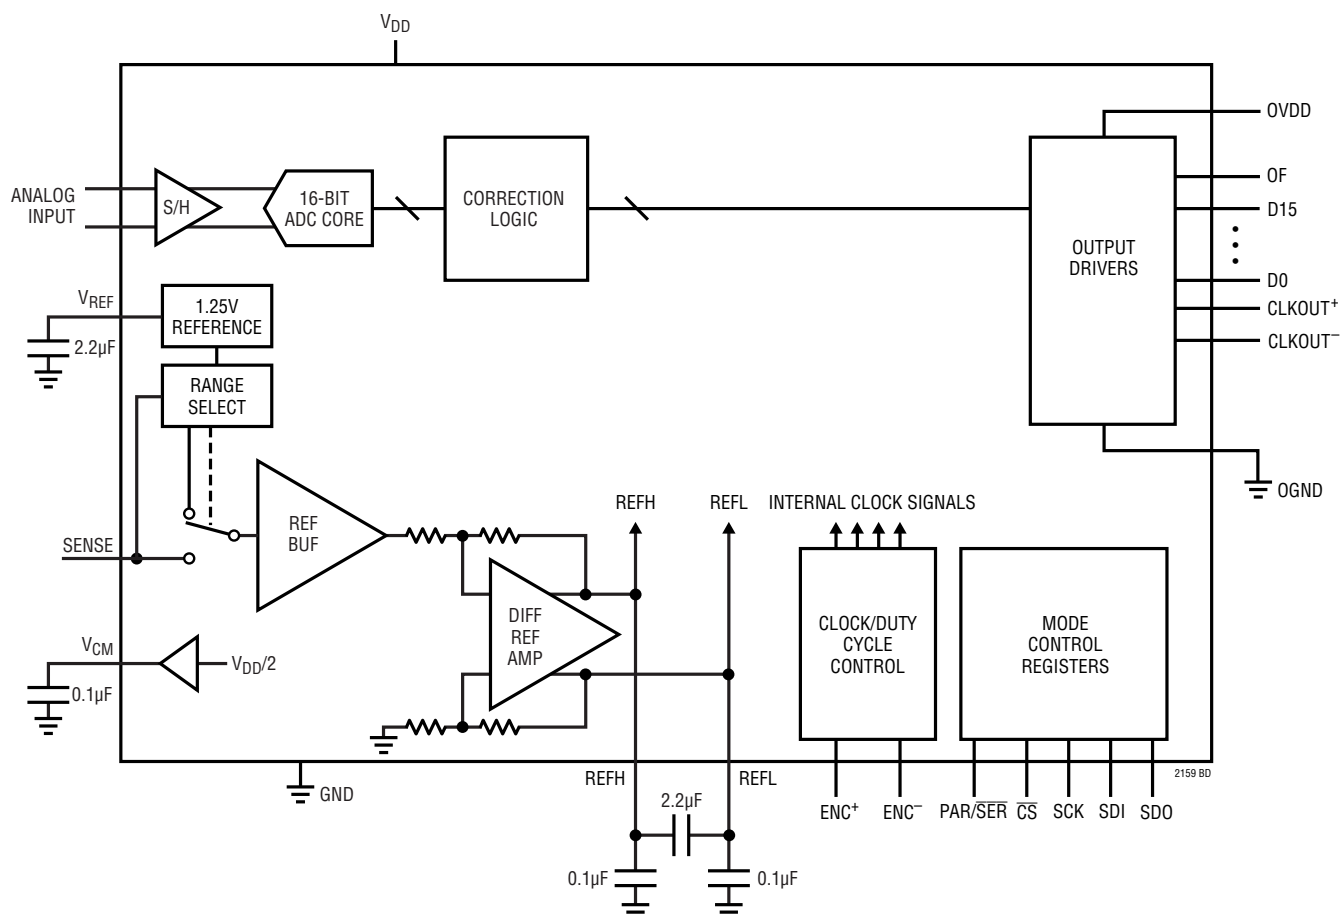 VDD
OVDD
OF
D15
D0
CLKOUT+
CLKOUT−
ANALOG
INPUT
S/H
16-BIT
ADC CORE
CORRECTION
LOGIC
OUTPUT
DRIVERS
VREF
2.2µF
1.25V
REFERENCE
RANGE
SELECT
OGND
SENSE
REF
BUF
REFH
REFL
INTERNAL CLOCK SIGNALS
DIFF
REF
AMP
CLOCK/DUTY
CYCLE
CONTROL
MODE
CONTROL
REGISTERS
VCM
VDD/2
0.1µF
GND
REFH
REFL
2.2µF
0.1µF
0.1µF
ENC+
ENC−
PAR/S̅E̅R̅
C̅S̅
SCK
SDI
SDO
2159 BD